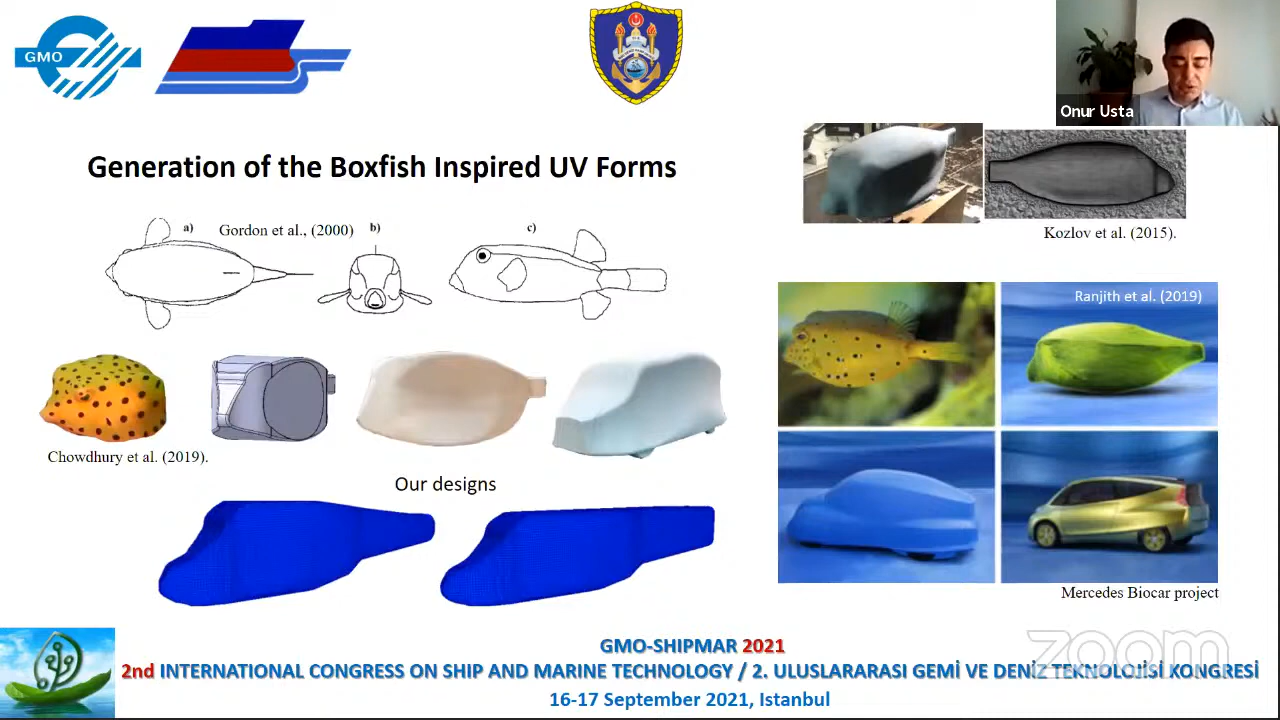 GMO
Onur Usta
Generation of the Boxfish Inspired UV Forms
a)
Gordon et al., (2000)
b)
c)
Kozlov et al. (2015).
Ranjith et al. (2019)
Chowdhury et al. (2019).
Our designs
Mercedes Biocar project
GMO-SHIPMAR 2021
2nd INTERNATIONAL CONGRESS ON SHIP AND MARINE TECHNOLOGY / 2. ULUSLARARASI GEMİ VE DENİZ TEKNOLOJİSİ KONGRESİ
16-17 September 2021, Istanbul
zoom